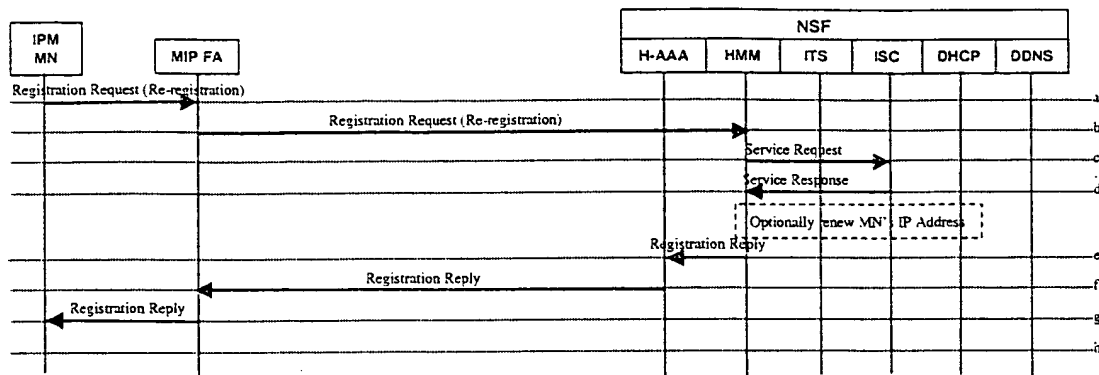 NSF
IPM
MN
MIP FA
H-AAA
HMM
ITS
ISC
DHCP
DDNS
Registration Request (Re-registration)
a
Registration Request (Re-registration)
b
Service Request
c
Service Response
d
Optionally renew MN's IP Address
Registration Reply
e
Registration Reply
f
Registration Reply
g
h